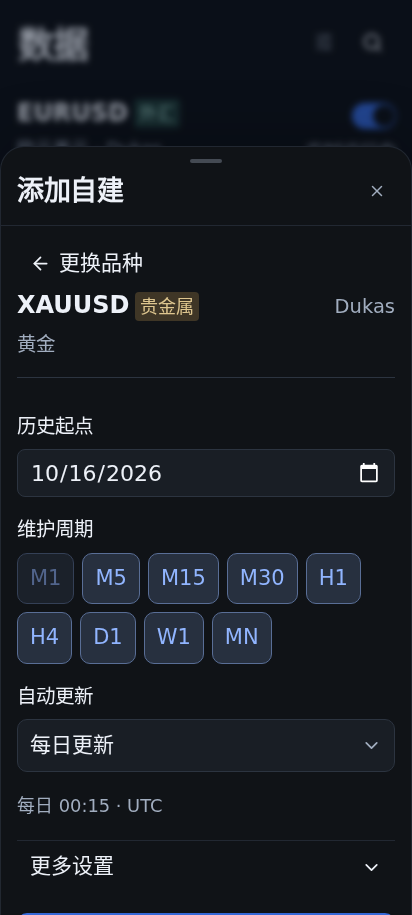 数据
EURUSD 外汇
添加自建
更换品种
XAUUSD 贵金属 Dukas
黄金
历史起点
10/16/2026
维护周期
M1 M5 M15 M30 H1
H4 D1 W1 MN
自动更新
每日更新
每日 00:15 · UTC
更多设置